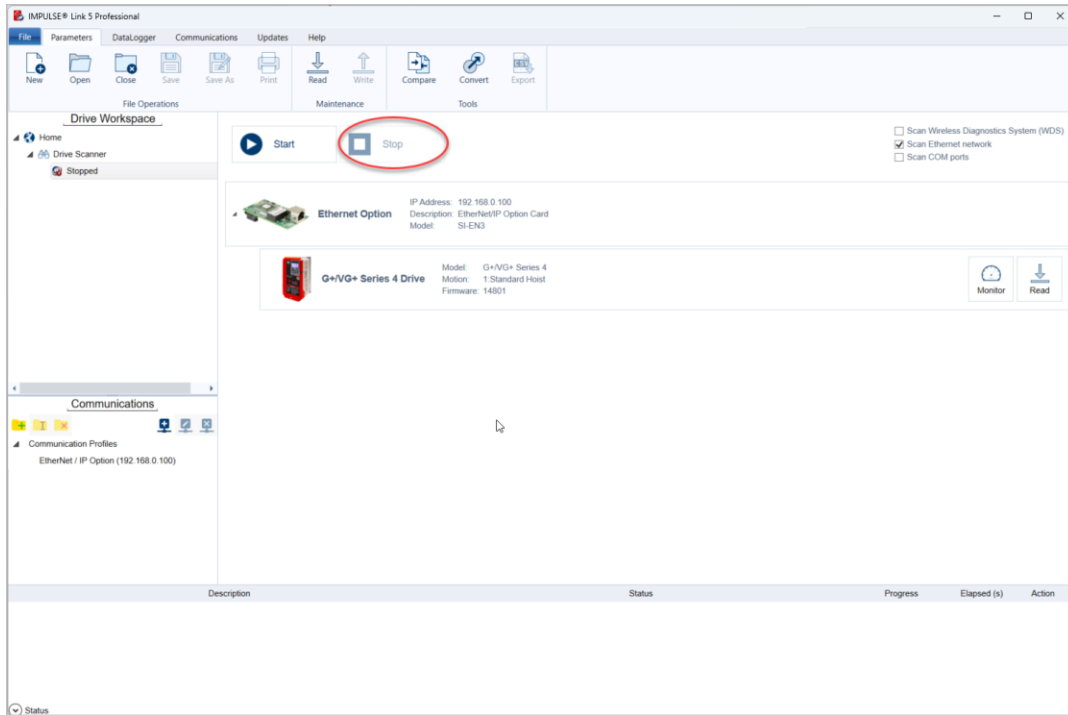 IMPULSE® Link 5 Professional
File Parameters DataLogger Communications Updates Help
New Open Close Save Save As Print Read Write Compare Convert Export
File Operations Maintenance Tools
Drive Workspace
Home
Drive Scanner
Stopped
Start Stop
Scan Wireless Diagnostics System (WDS)
Scan Ethernet network
Scan COM ports
Ethernet Option
IP Address: 192.168.0.100
Description: EtherNet/IP Option Card
Model: SI-EN3
G+/VG+ Series 4 Drive
Model: G+/VG+ Series 4
Motion: 1:Standard Hoist
Firmware: 14801
Monitor Read
Communications
Communication Profiles
EtherNet / IP Option (192.168.0.100)
Description Status Progress Elapsed (s) Action
Status